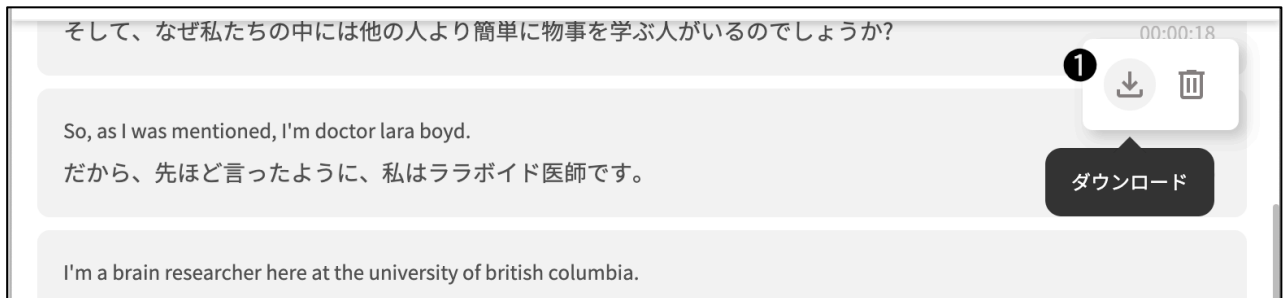 そして、なぜ私たちの中には他の人より簡単に物事を学ぶ人がいるのでしょうか?
00:00:18
1
So, as I was mentioned, I'm doctor lara boyd.
だから、先ほど言ったように、私はララボイド医師です。
ダウンロード
I'm a brain researcher here at the university of british columbia.